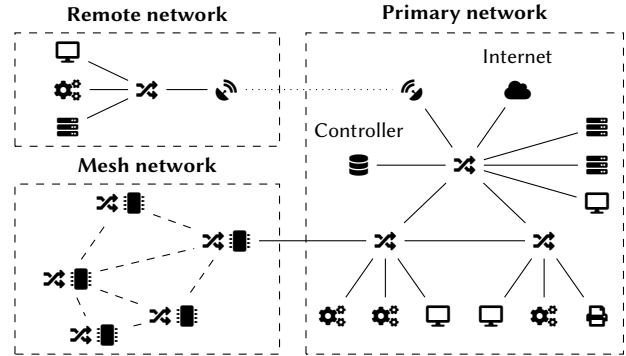 Remote network
Primary network
Internet
Controller
Mesh network